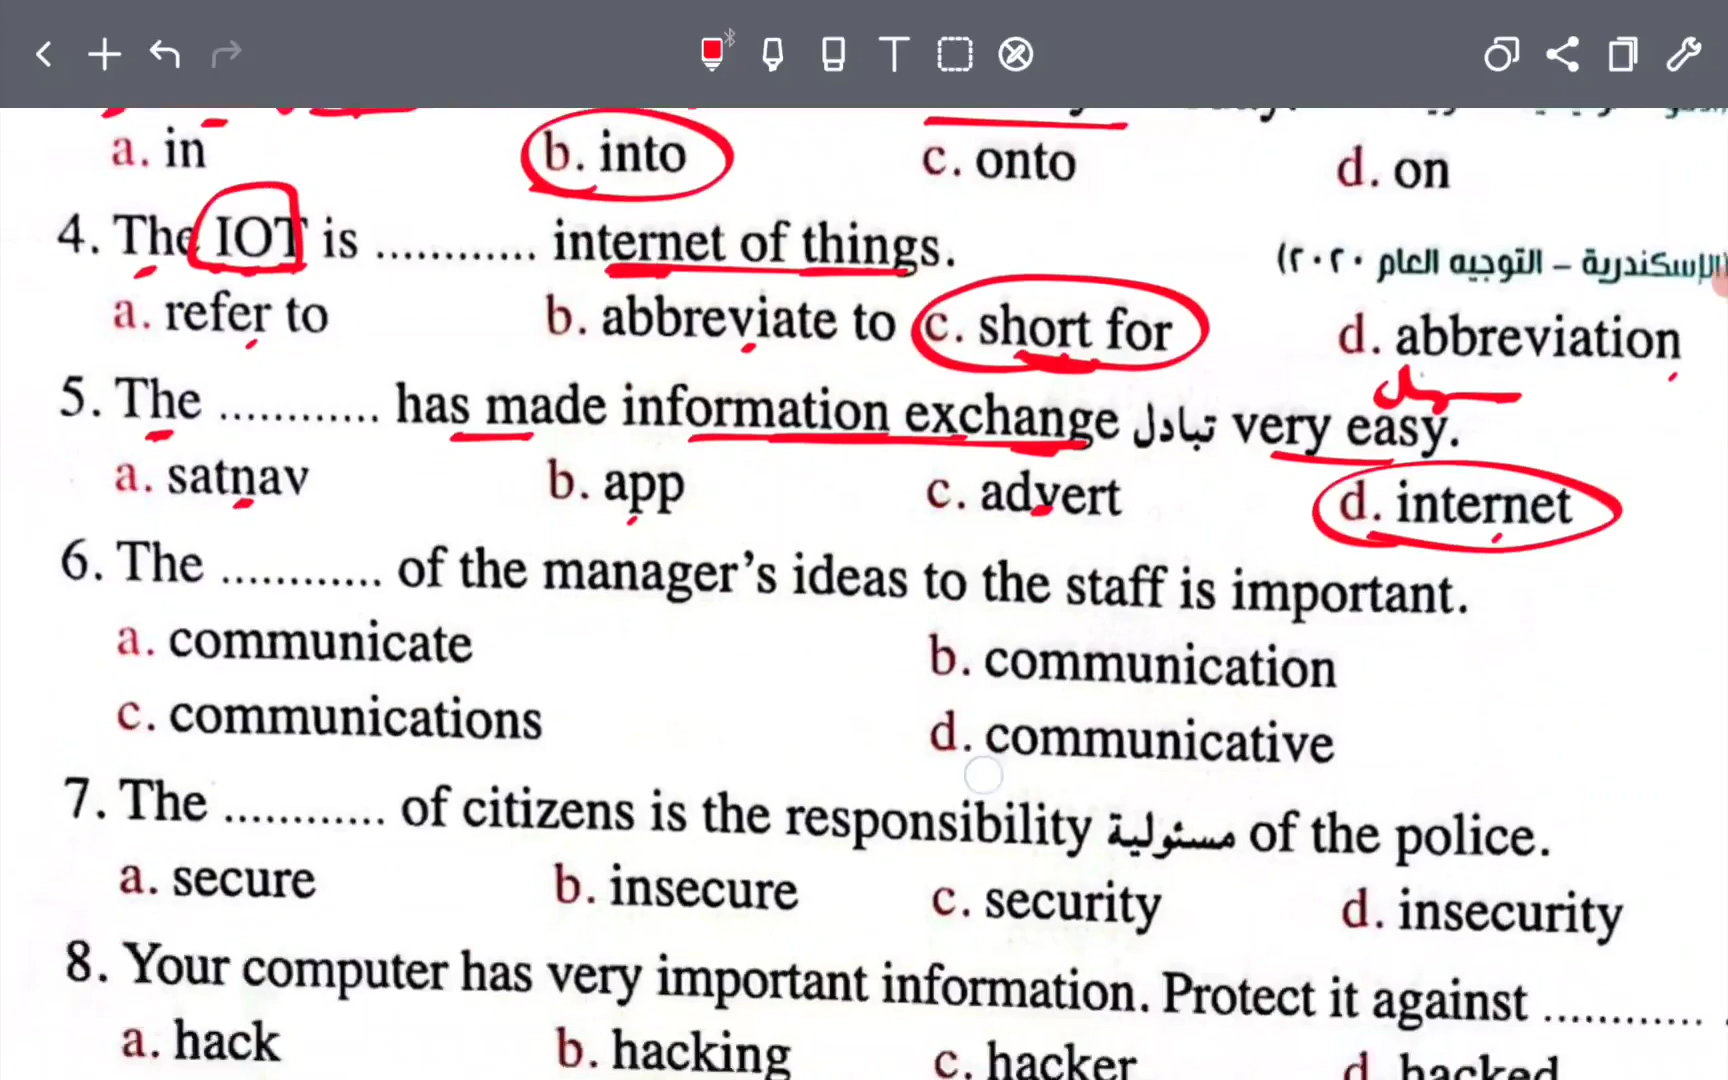 a. in b. into c. onto d. on
4. The IOT is ............ internet of things. (الإسكندرية – التوجيه العام ٢٠٢٠)
a. refer to b. abbreviate to c. short for d. abbreviation
سهل
5. The ............ has made information exchange تبادل very easy.
a. satnav b. app c. advert d. internet
6. The ............ of the manager's ideas to the staff is important.
a. communicate b. communication
c. communications d. communicative
7. The ............ of citizens is the responsibility مسئولية of the police.
a. secure b. insecure c. security d. insecurity
8. Your computer has very important information. Protect it against ............ .
a. hack b. hacking c. hacker d. hacked